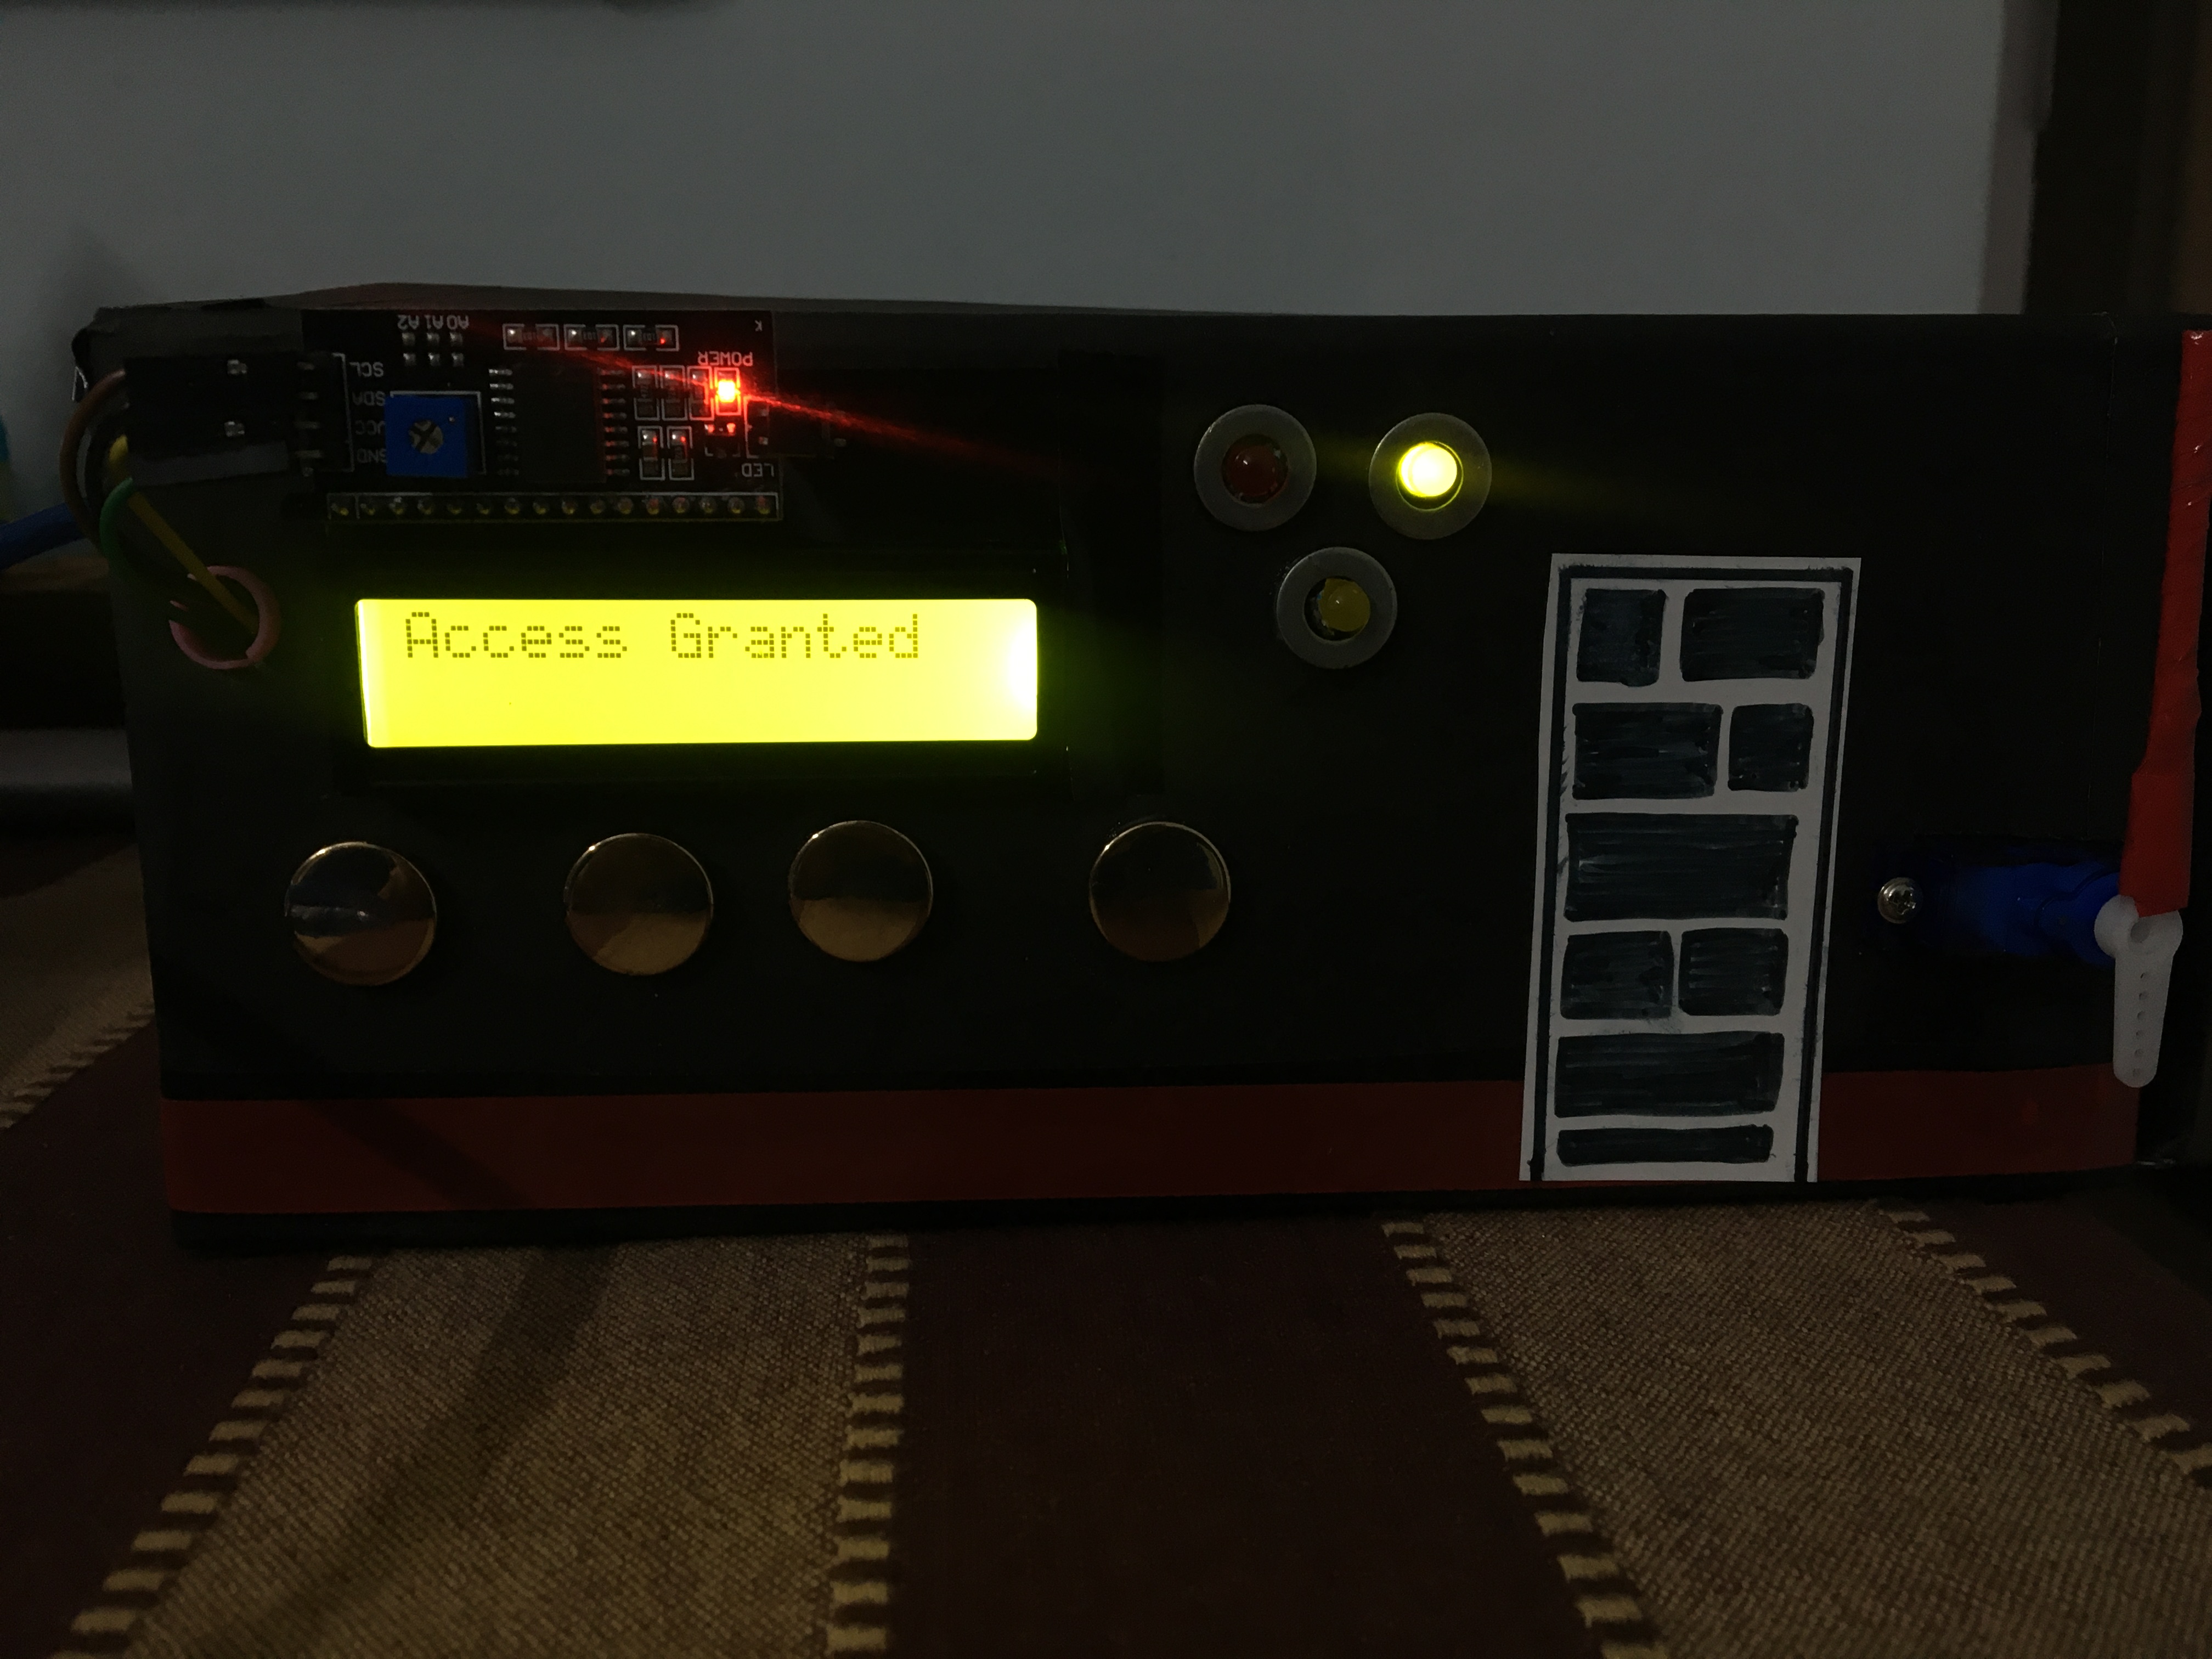 A0 A1 A2
K
POWER
SCL
SDA
VCC
GND
LED
Access Granted